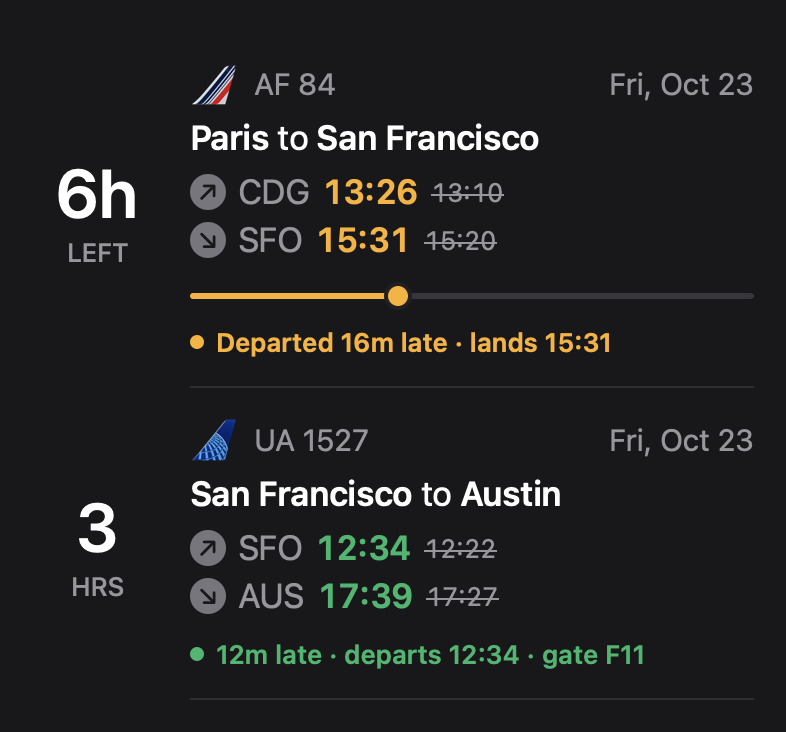 AF 84 Fri, Oct 23
Paris to San Francisco
6h
LEFT
CDG 13:26 13:10
SFO 15:31 15:20
Departed 16m late · lands 15:31
UA 1527 Fri, Oct 23
San Francisco to Austin
3
HRS
SFO 12:34 12:22
AUS 17:39 17:27
12m late · departs 12:34 · gate F11